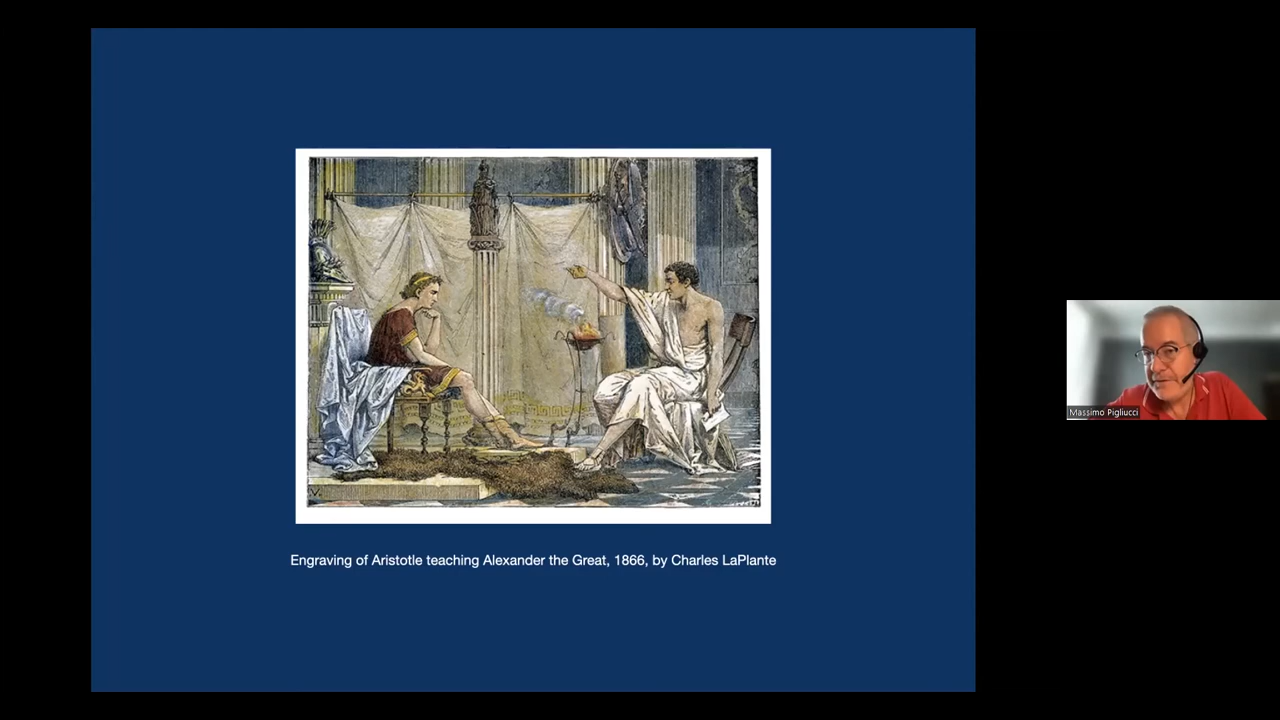 Engraving of Aristotle teaching Alexander the Great, 1866, by Charles LaPlante
Massimo Pigliucci